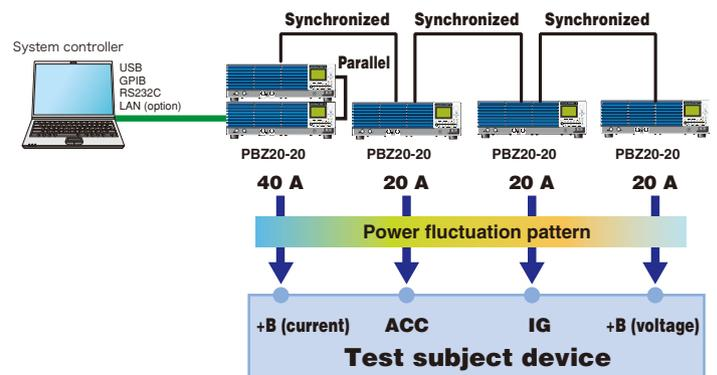 Synchronized
Synchronized
Synchronized
System controller
Parallel
USB
GPIB
RS232C
LAN (option)
PBZ20-20
PBZ20-20
PBZ20-20
PBZ20-20
40 A
20 A
20 A
20 A
Power fluctuation pattern
+B (current)
ACC
IG
+B (voltage)
Test subject device